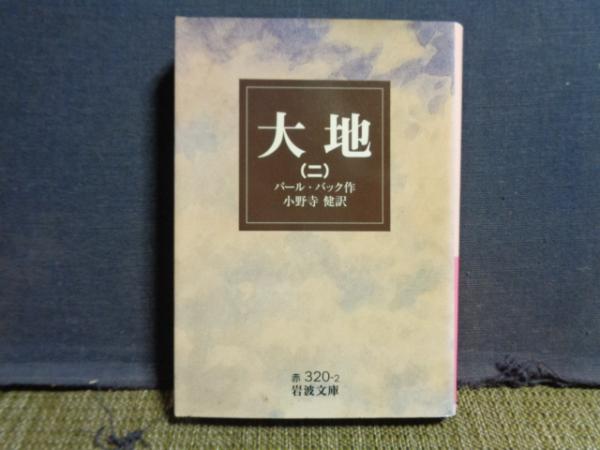 大地
(二)
パール・バック作
小野寺 健訳
赤 320-2
岩波文庫